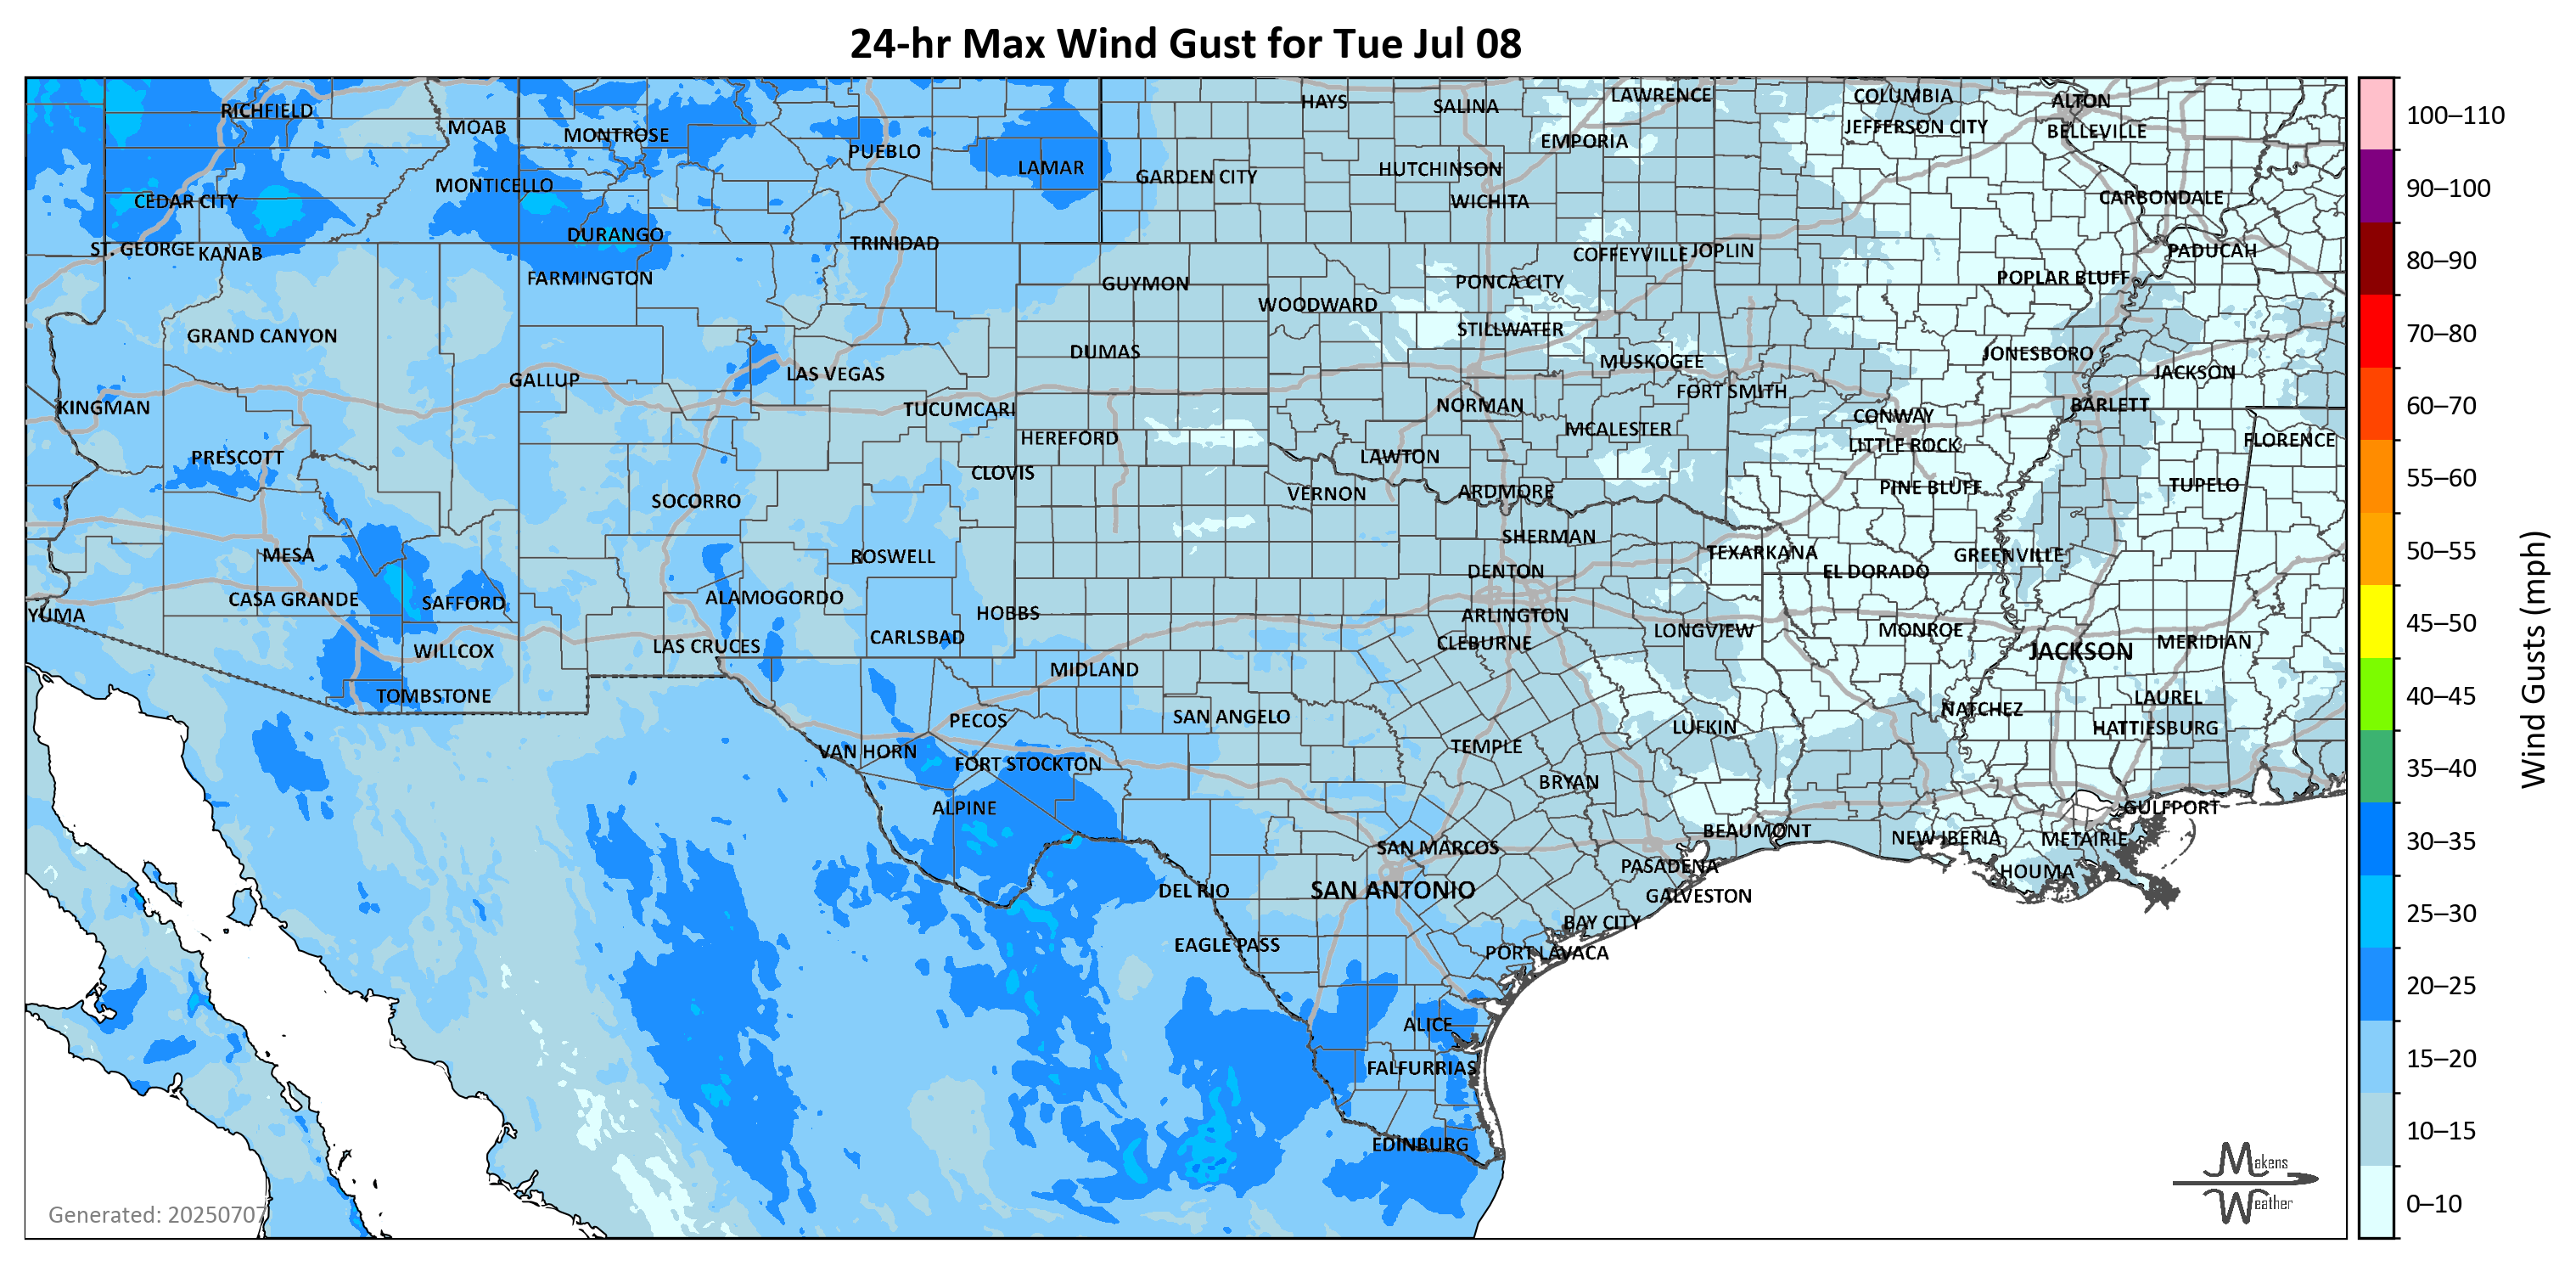 24-hr Max Wind Gust for Tue Jul 08
RICHFIELD
MOAB
MONTROSE
PUEBLO
LAMAR
HAYS
SALINA
LAWRENCE
COLUMBIA
ALTON
EMPORIA
JEFFERSON CITY
BELLEVILLE
MONTICELLO
GARDEN CITY
HUTCHINSON
CEDAR CITY
WICHITA
CARBONDALE
DURANGO
TRINIDAD
ST. GEORGE
KANAB
COFFEYVILLE
JOPLIN
PADUCAH
FARMINGTON
GUYMON
PONCA CITY
POPLAR BLUFF
WOODWARD
GRAND CANYON
STILLWATER
DUMAS
MUSKOGEE
JONESBORO
GALLUP
LAS VEGAS
JACKSON
FORT SMITH
KINGMAN
TUCUMCARI
NORMAN
CONWAY
BARLETT
HEREFORD
MCALESTER
LITTLE ROCK
FLORENCE
PRESCOTT
CLOVIS
LAWTON
SOCORRO
VERNON
ARDMORE
PINE BLUFF
TUPELO
MESA
ROSWELL
SHERMAN
TEXARKANA
GREENVILLE
DENTON
EL DORADO
CASA GRANDE
SAFFORD
ALAMOGORDO
HOBBS
ARLINGTON
YUMA
LAS CRUCES
CARLSBAD
CLEBURNE
LONGVIEW
MONROE
WILLCOX
JACKSON
MERIDIAN
MIDLAND
TOMBSTONE
LAUREL
PECOS
SAN ANGELO
NATCHEZ
LUFKIN
HATTIESBURG
VAN HORN
FORT STOCKTON
TEMPLE
BRYAN
ALPINE
GULFPORT
BEAUMONT
NEW IBERIA
METAIRIE
SAN MARCOS
PASADENA
HOUMA
DEL RIO
SAN ANTONIO
GALVESTON
BAY CITY
EAGLE PASS
PORT LAVACA
ALICE
FALFURRIAS
EDINBURG
Generated: 20250707
Makens
Weather
100–110
90–100
80–90
70–80
60–70
55–60
50–55
45–50
40–45
35–40
30–35
25–30
20–25
15–20
10–15
0–10
Wind Gusts (mph)